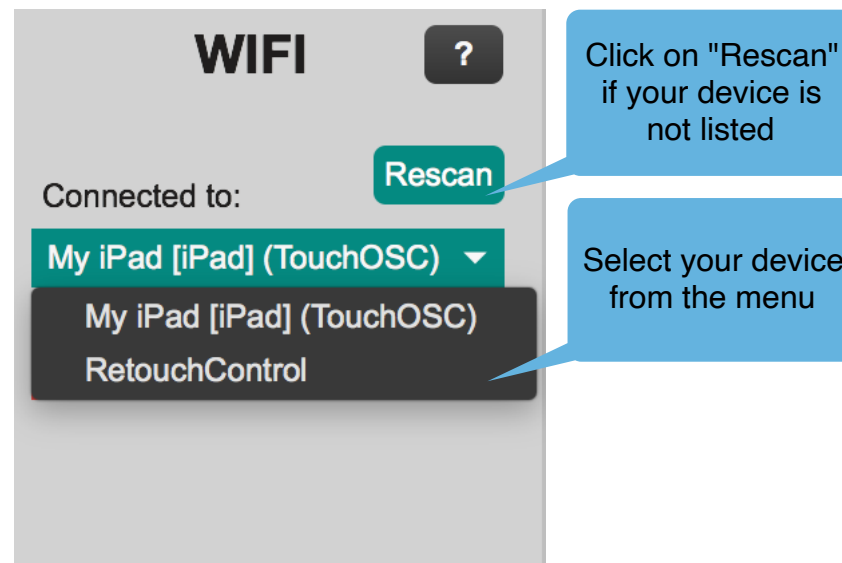 WIFI
?
Click on "Rescan"
if your device is
not listed
Rescan
Connected to:
My iPad [iPad] (TouchOSC)
Select your device
from the menu
My iPad [iPad] (TouchOSC)
RetouchControl